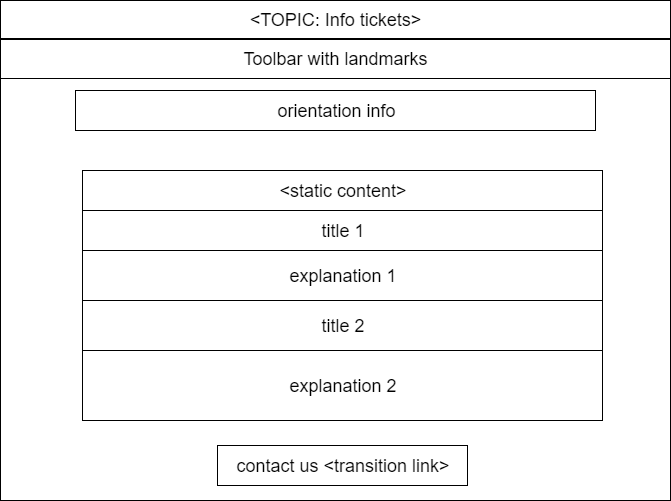 <TOPIC: Info tickets>
Toolbar with landmarks
orientation info
<static content>
title 1
explanation 1
title 2
explanation 2
contact us <transition link>